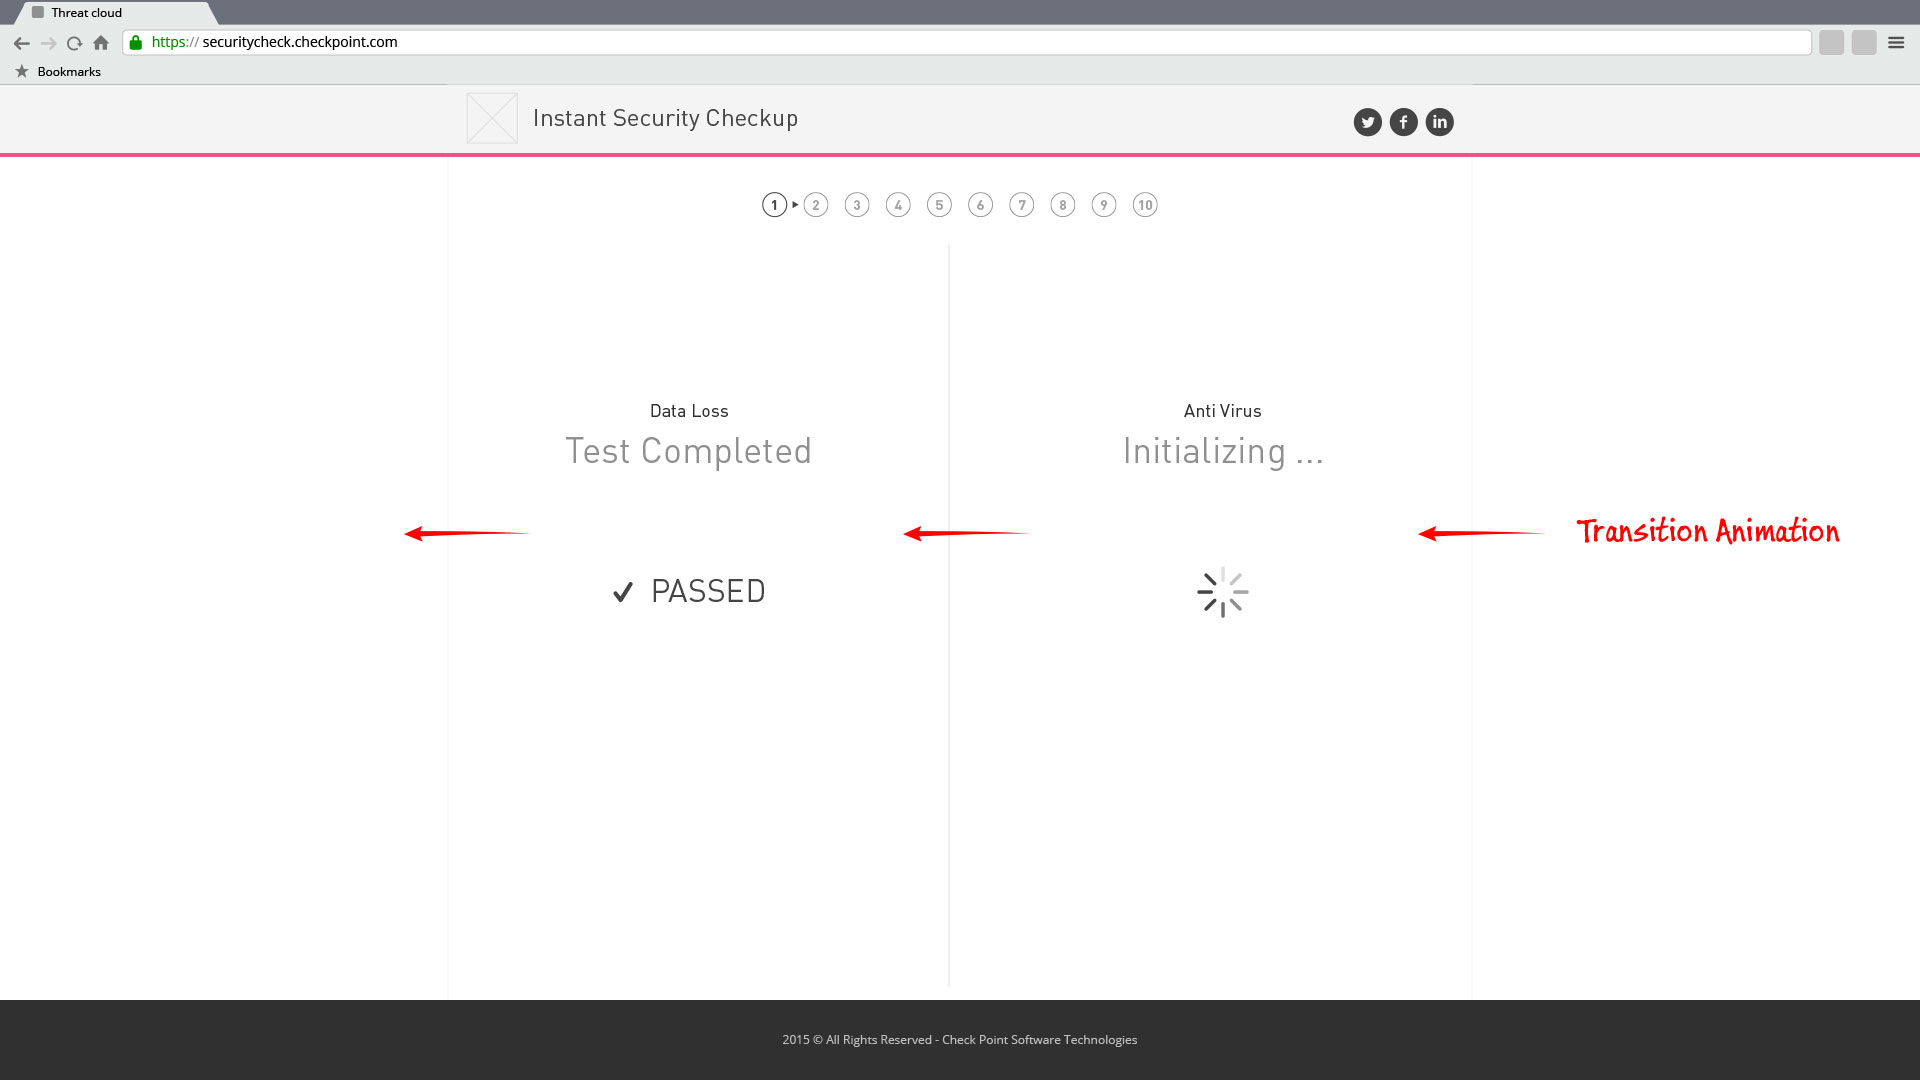 Threat cloud
https:// securitycheck.checkpoint.com
Bookmarks
Instant Security Checkup
1 2 3 4 5 6 7 8 9 10
Data Loss
Test Completed
PASSED
Anti Virus
Initializing ...
Transition Animation
2015 © All Rights Reserved - Check Point Software Technologies